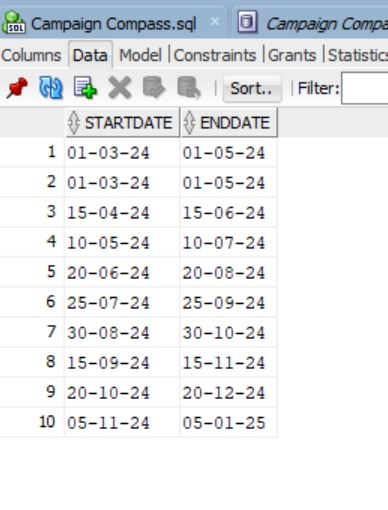 SQL Campaign Compass.sql × Campaign Compa
Columns Data Model Constraints Grants Statistics
Sort.. Filter:
STARTDATE ENDDATE
1 01-03-24 01-05-24
2 01-03-24 01-05-24
3 15-04-24 15-06-24
4 10-05-24 10-07-24
5 20-06-24 20-08-24
6 25-07-24 25-09-24
7 30-08-24 30-10-24
8 15-09-24 15-11-24
9 20-10-24 20-12-24
10 05-11-24 05-01-25